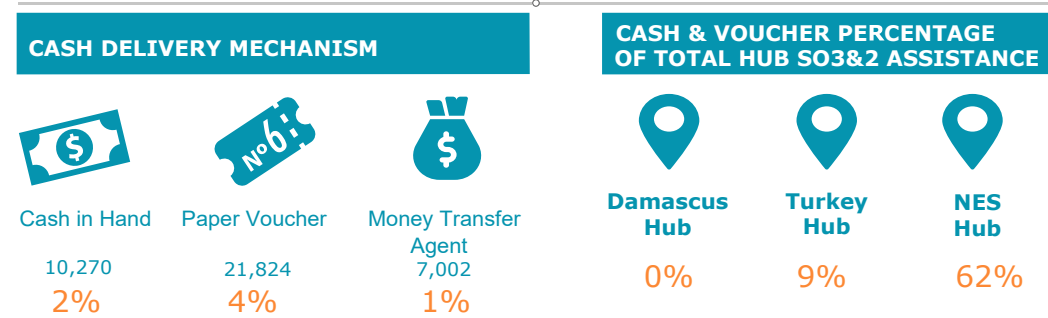 CASH DELIVERY MECHANISM
$
Nº6
$
Cash in Hand
Paper Voucher
Money Transfer
Agent
10,270
21,824
7,002
2%
4%
1%
CASH & VOUCHER PERCENTAGE
OF TOTAL HUB SO3&2 ASSISTANCE
Damascus
Hub
Turkey
Hub
NES
Hub
0%
9%
62%